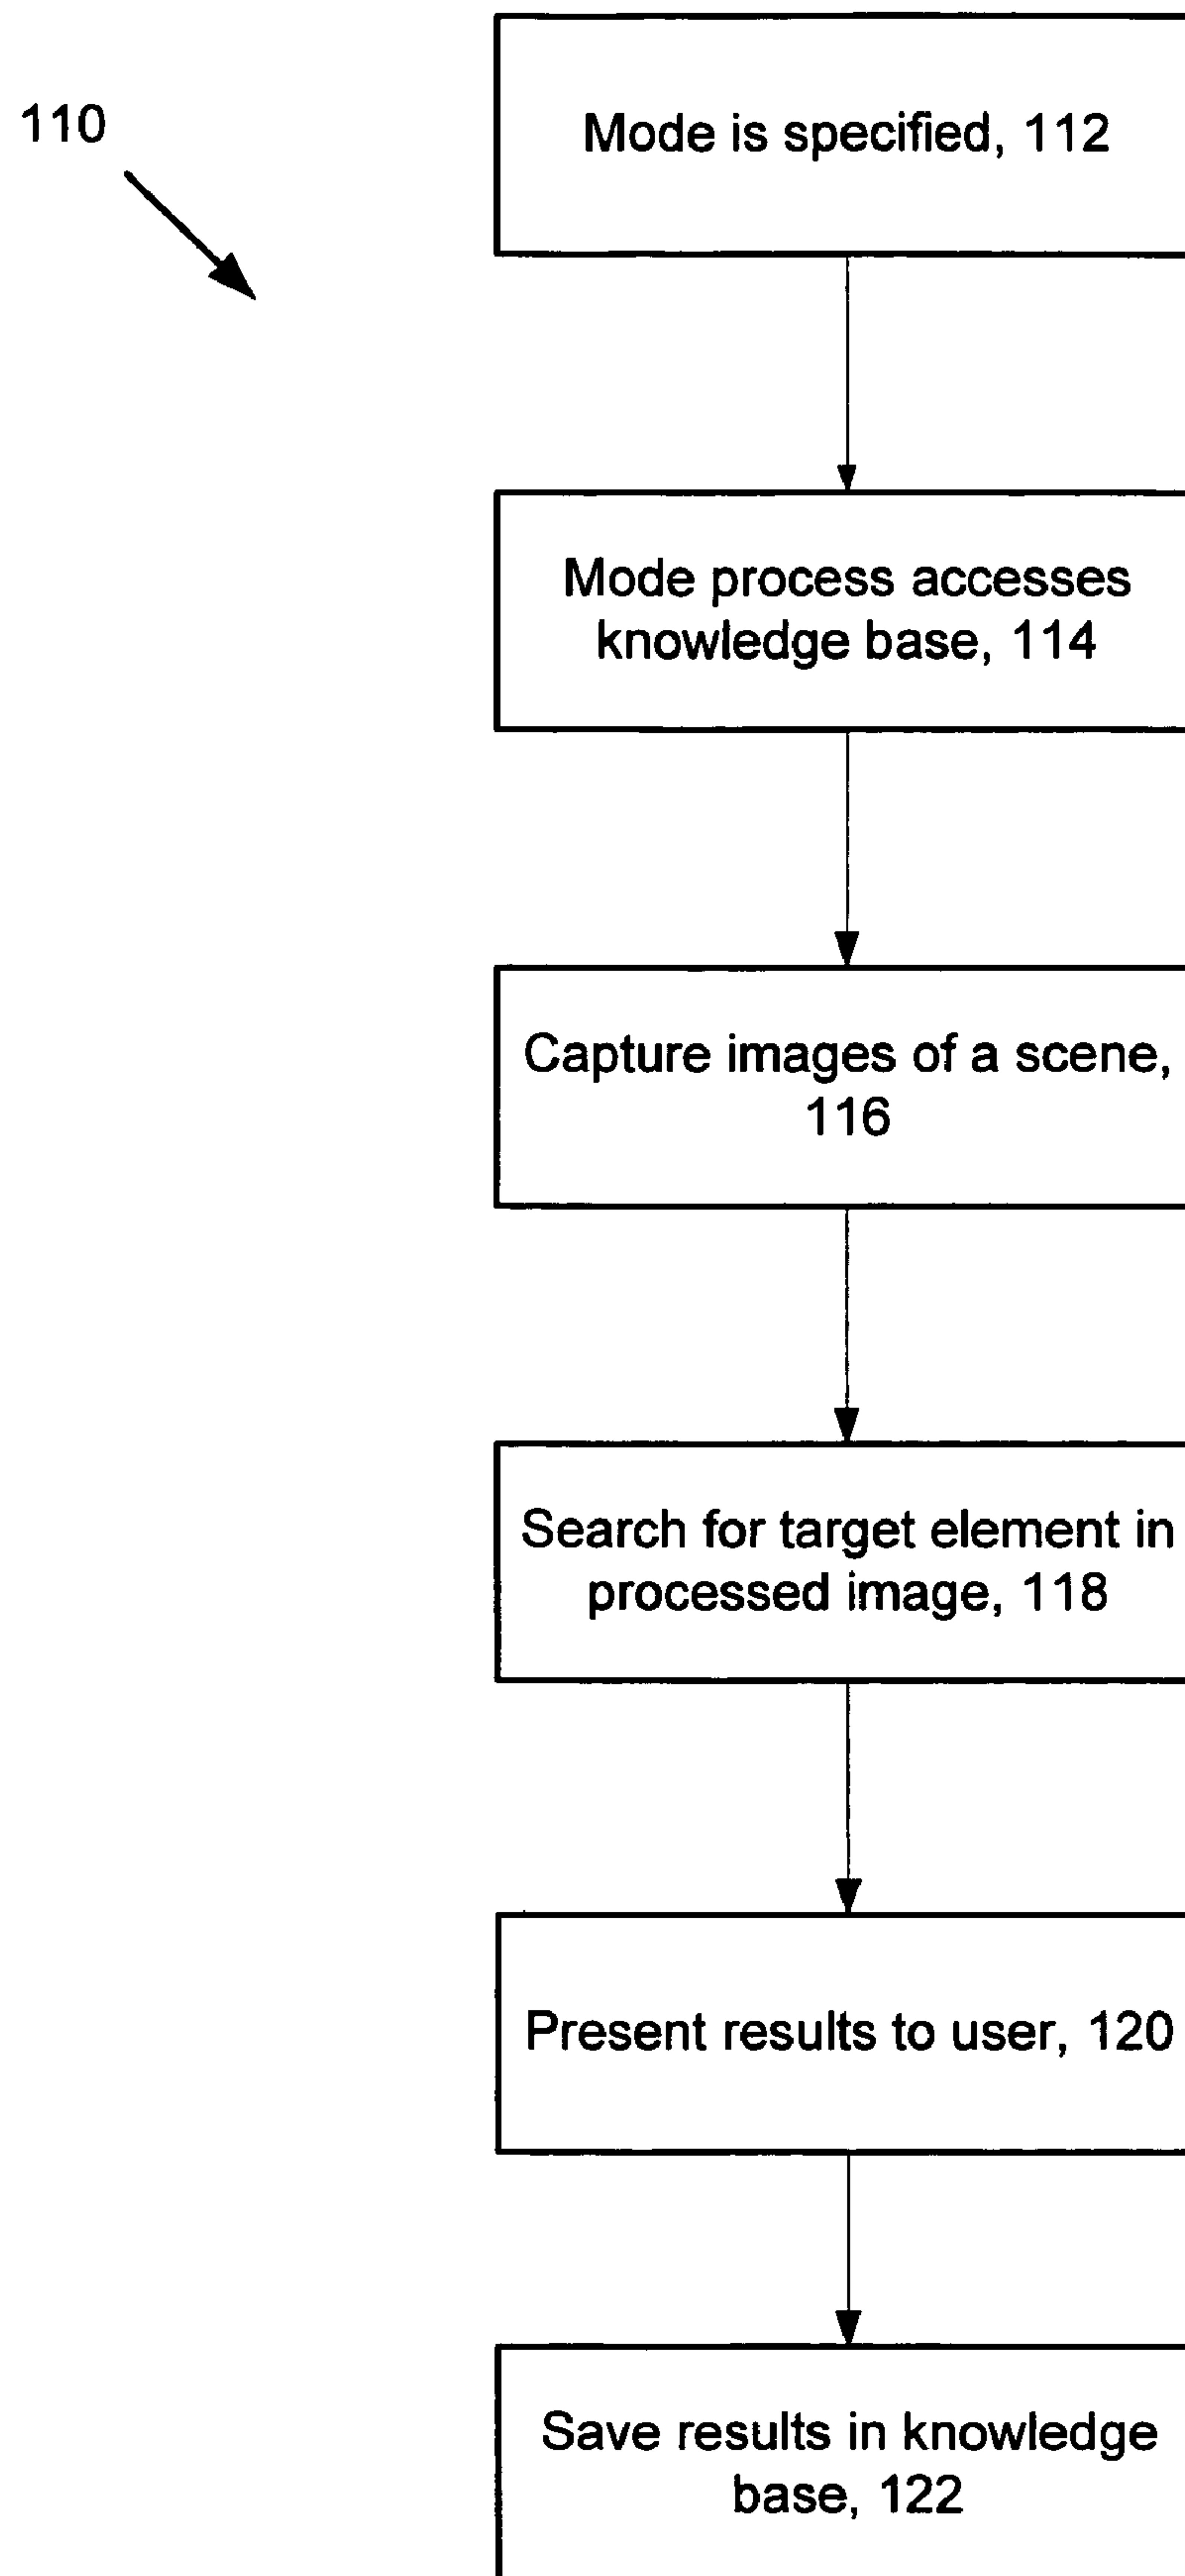 110
Mode is specified, 112
Mode process accesses
knowledge base, 114
Capture images of a scene,
116
Search for target element in
processed image, 118
Present results to user, 120
Save results in knowledge
base, 122